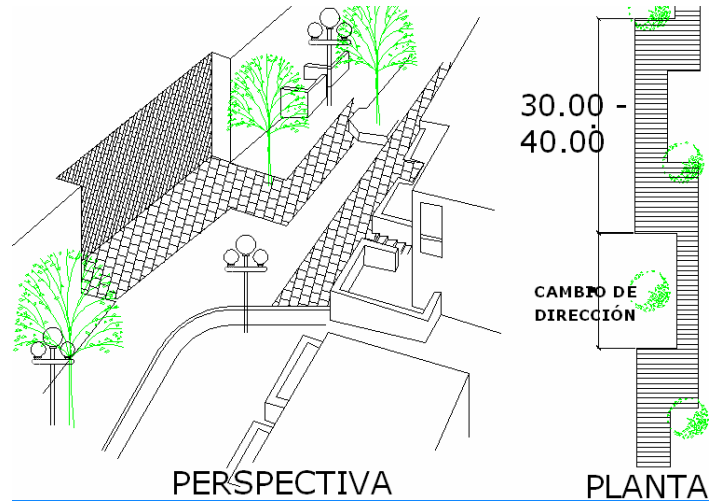 30.00 -
40.00
CAMBIO DE
DIRECCIÓN
PERSPECTIVA
PLANTA